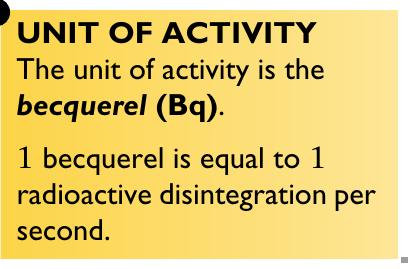 UNIT OF ACTIVITY
The unit of activity is the
becquerel (Bq).
1 becquerel is equal to 1
radioactive disintegration per
second.